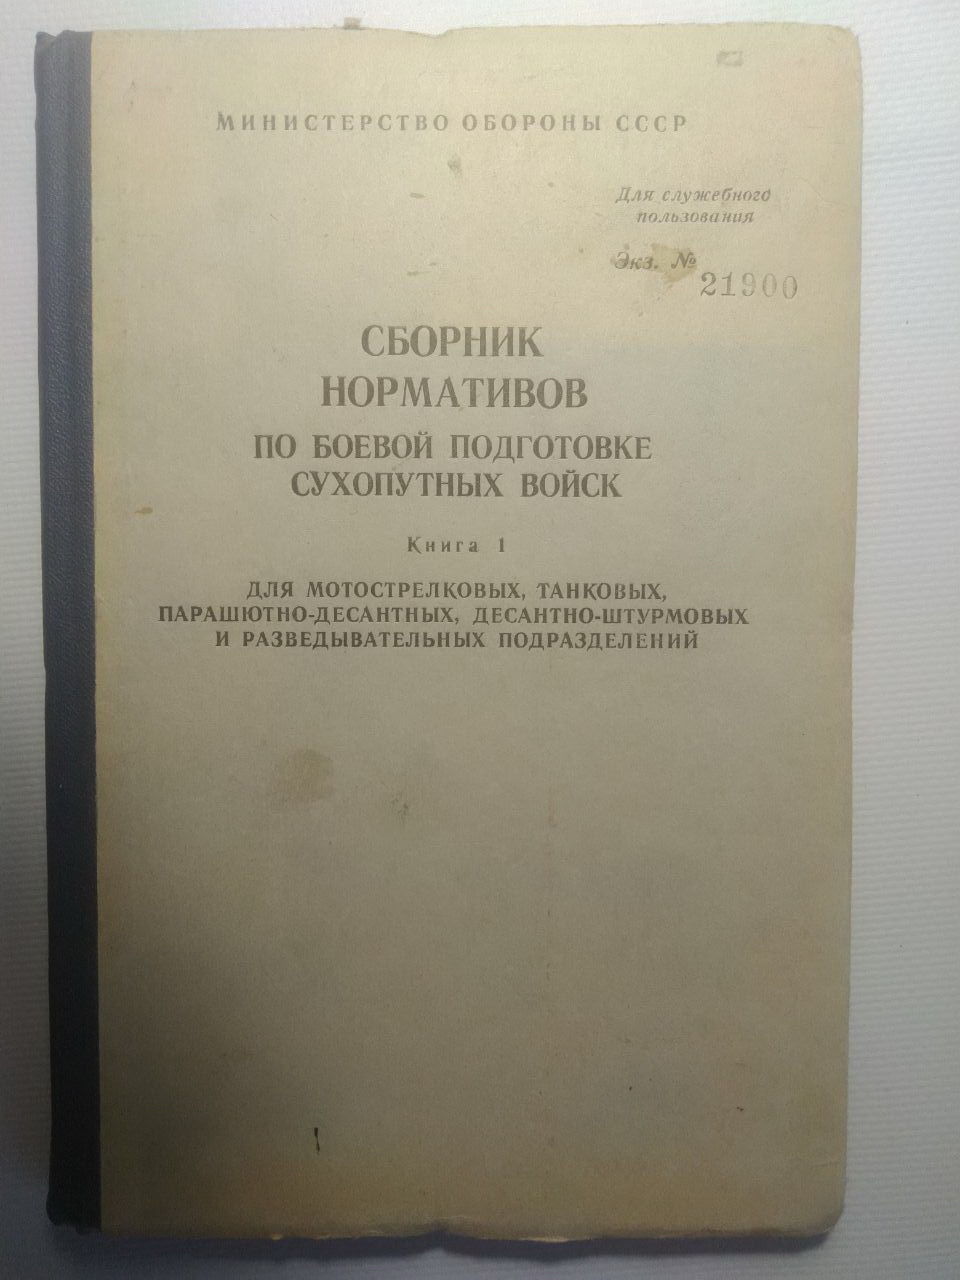 МИНИСТЕРСТВО ОБОРОНЫ СССР
Для служебного
пользования
Экз. №
21900
СБОРНИК
НОРМАТИВОВ
ПО БОЕВОЙ ПОДГОТОВКЕ
СУХОПУТНЫХ ВОЙСК
Книга 1
ДЛЯ МОТОСТРЕЛКОВЫХ, ТАНКОВЫХ,
ПАРАШЮТНО-ДЕСАНТНЫХ, ДЕСАНТНО-ШТУРМОВЫХ
И РАЗВЕДЫВАТЕЛЬНЫХ ПОДРАЗДЕЛЕНИЙ